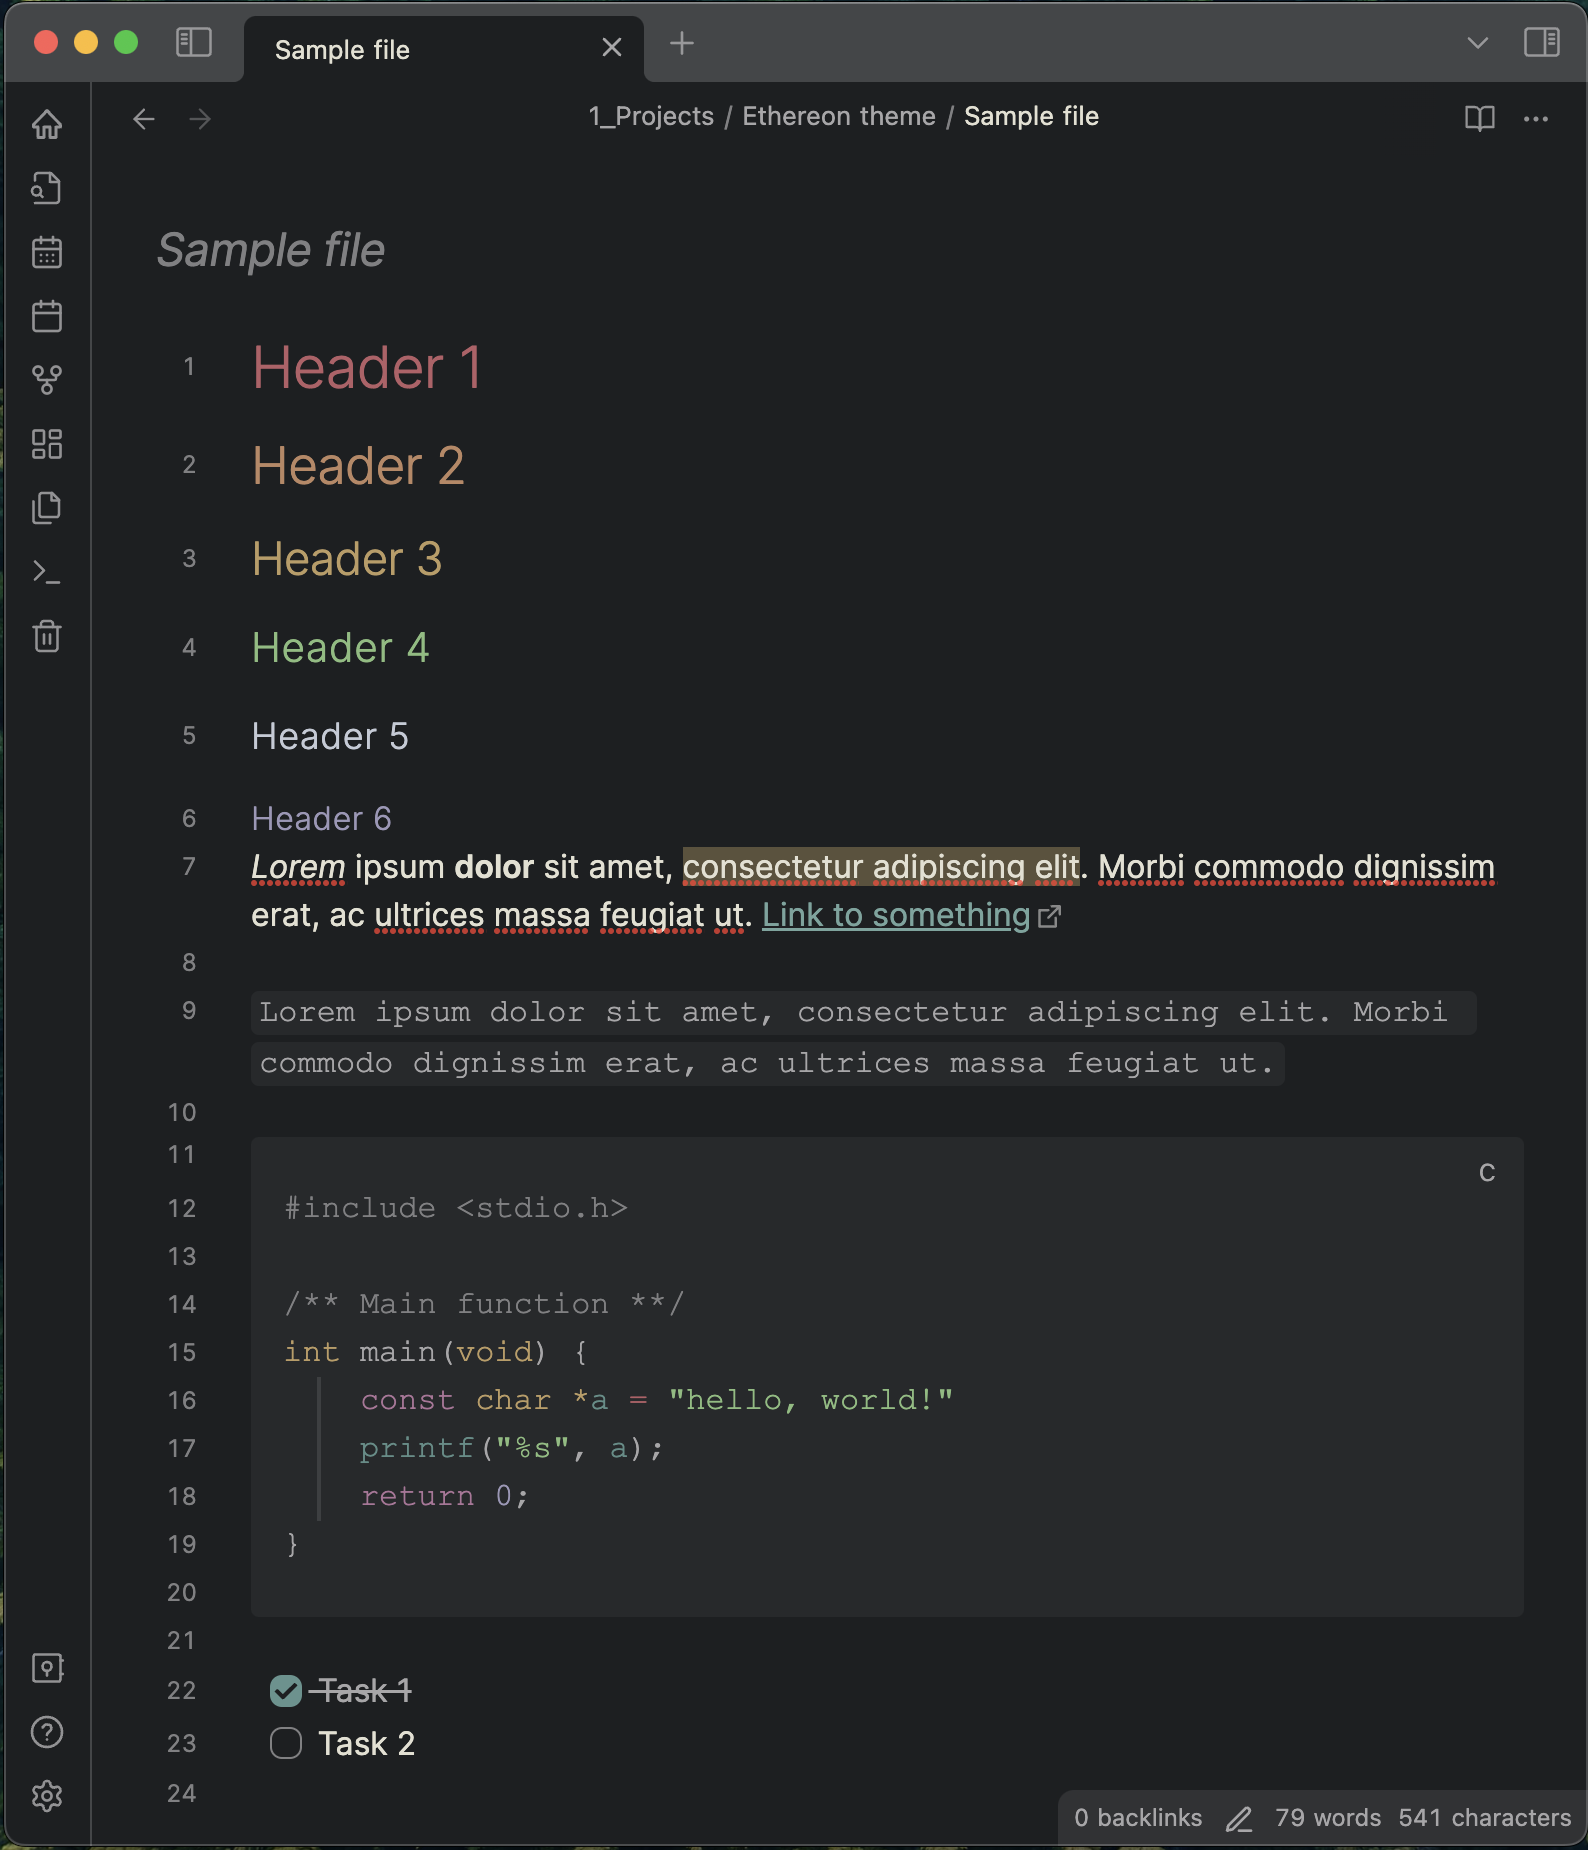 Sample file
1_Projects / Ethereon theme / Sample file
Sample file
1 Header 1
2 Header 2
3 Header 3
4 Header 4
5 Header 5
6 Header 6
7 Lorem ipsum dolor sit amet, consectetur adipiscing elit. Morbi commodo dignissim
erat, ac ultrices massa feugiat ut. Link to something
8
9 Lorem ipsum dolor sit amet, consectetur adipiscing elit. Morbi
commodo dignissim erat, ac ultrices massa feugiat ut.
10
11
C
12 #include <stdio.h>
13
14 /** Main function **/
15 int main(void) {
16 const char *a = "hello, world!"
17 printf("%s", a);
18 return 0;
19 }
20
21
22 Task 1
23 Task 2
24
0 backlinks 79 words 541 characters